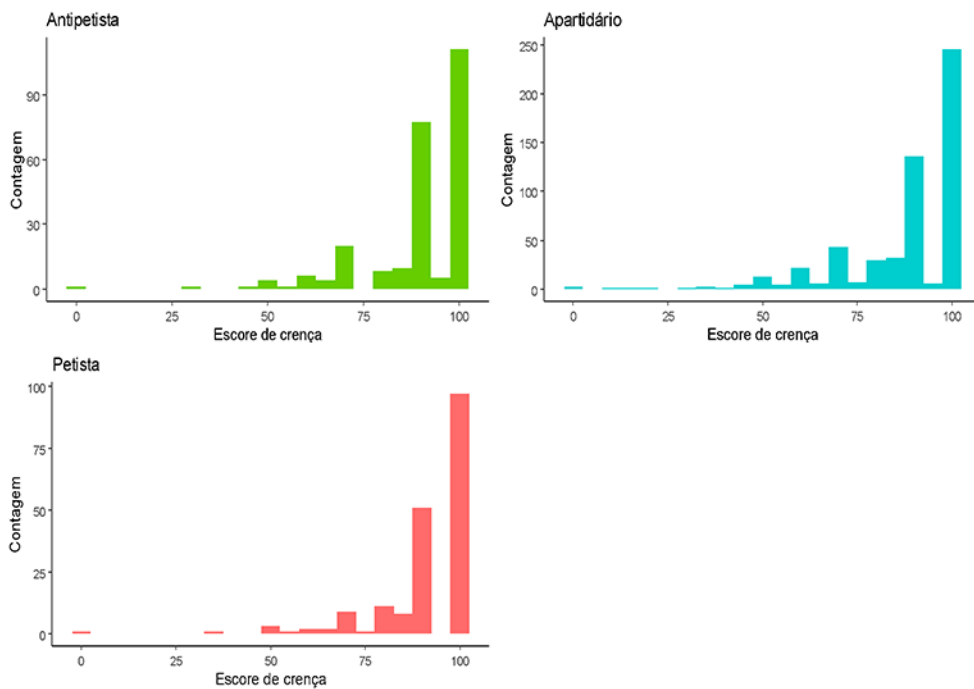 Antipetista
90
60
30
0
Contagem
0 25 50 75 100
Escore de crença
Apartidário
250
200
150
100
50
0
Contagem
0 25 50 75 100
Escore de crença
Petista
100
75
50
25
0
Contagem
0 25 50 75 100
Escore de crença